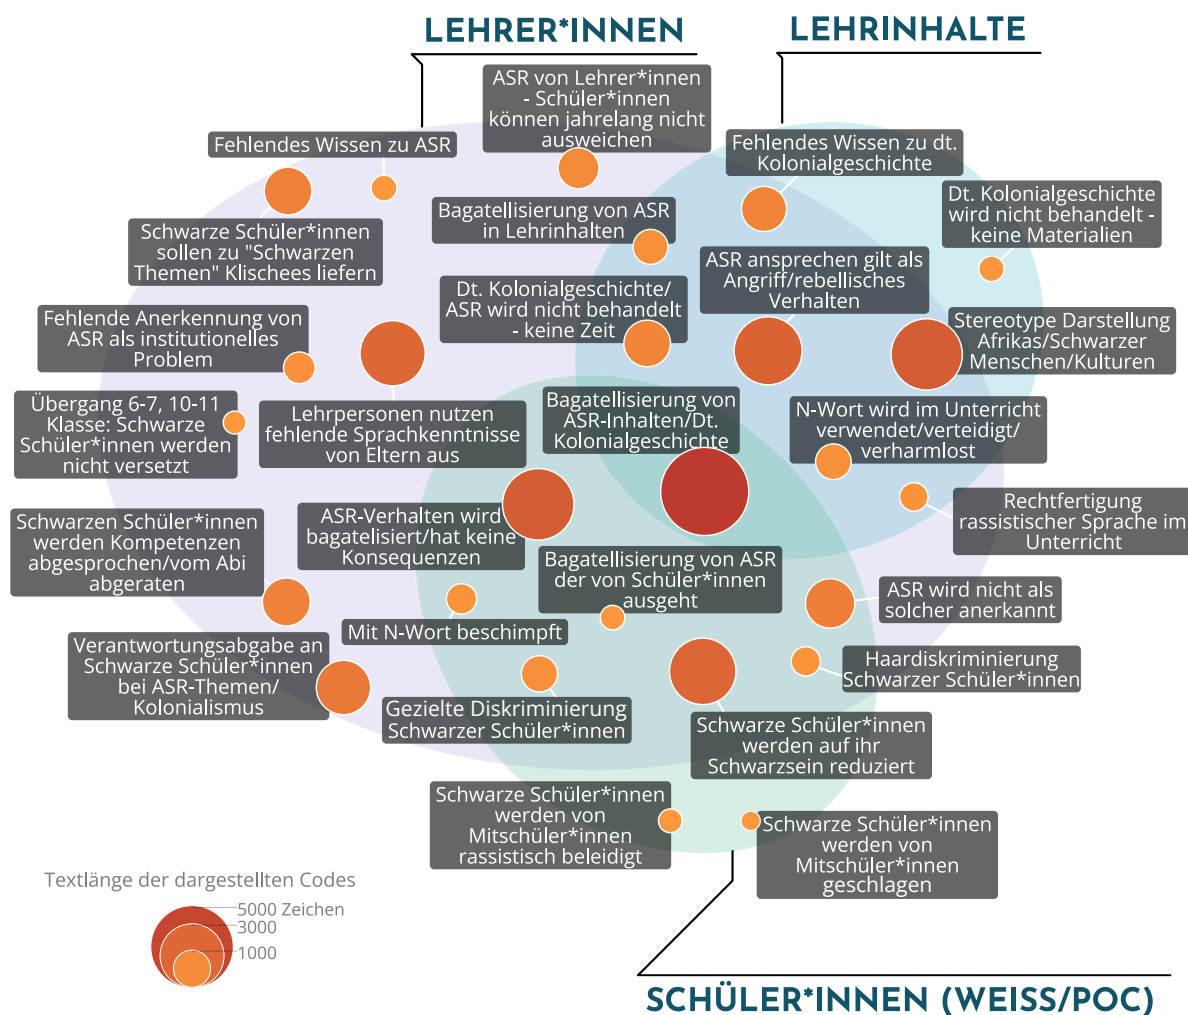 LEHRER*INNEN
LEHRINHALTE
ASR von Lehrer*innen
- Schüler*innen
können jahrelang nicht
ausweichen
Fehlendes Wissen zu ASR
Fehlendes Wissen zu dt.
Kolonialgeschichte
Dt. Kolonialgeschichte
wird nicht behandelt -
keine Materialien
Schwarze Schüler*innen
sollen zu "Schwarzen
Themen" Klischees liefern
Bagatellisierung von ASR
in Lehrinhalten
ASR ansprechen gilt als
Angriff/rebellisches
Verhalten
Dt. Kolonialgeschichte/
ASR wird nicht behandelt
- keine Zeit
Fehlende Anerkennung von
ASR als institutionelles
Problem
Stereotype Darstellung
Afrikas/Schwarzer
Menschen/Kulturen
Übergang 6-7, 10-11
Klasse: Schwarze
Schüler*innen werden
nicht versetzt
Lehrpersonen nutzen
fehlende Sprachkenntnisse
von Eltern aus
Bagatellisierung von
ASR-Inhalten/Dt.
Kolonialgeschichte
N-Wort wird im Unterricht
verwendet/verteidigt/
verharmlost
Rechtfertigung
rassistischer Sprache im
Unterricht
Schwarzen Schüler*innen
werden Kompetenzen
abgesprochen/vom Abi
abgeraten
ASR-Verhalten wird
bagatelisiert/hat keine
Konsequenzen
Bagatellisierung von ASR
der von Schüler*innen
ausgeht
ASR wird nicht als
solcher anerkannt
Mit N-Wort beschimpft
Verantwortungsabgabe an
Schwarze Schüler*innen
bei ASR-Themen/
Kolonialismus
Haardiskriminierung
Schwarzer Schüler*innen
Gezielte Diskriminierung
Schwarzer Schüler*innen
Schwarze Schüler*innen
werden auf ihr
Schwarzsein reduziert
Schwarze Schüler*innen
werden von
Mitschüler*innen
rassistisch beleidigt
Schwarze Schüler*innen
werden von
Mitschüler*innen
geschlagen
Textlänge der dargestellten Codes
5000 Zeichen
3000
1000
SCHÜLER*INNEN (WEISS/POC)